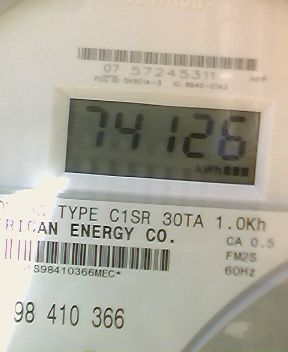 07 57245311
74126
kWh
TYPE C1SR 30TA 1.0Kh
RICAN ENERGY CO.
CA 0.5
FM2S
60Hz
S98410366MEC*
98 410 366